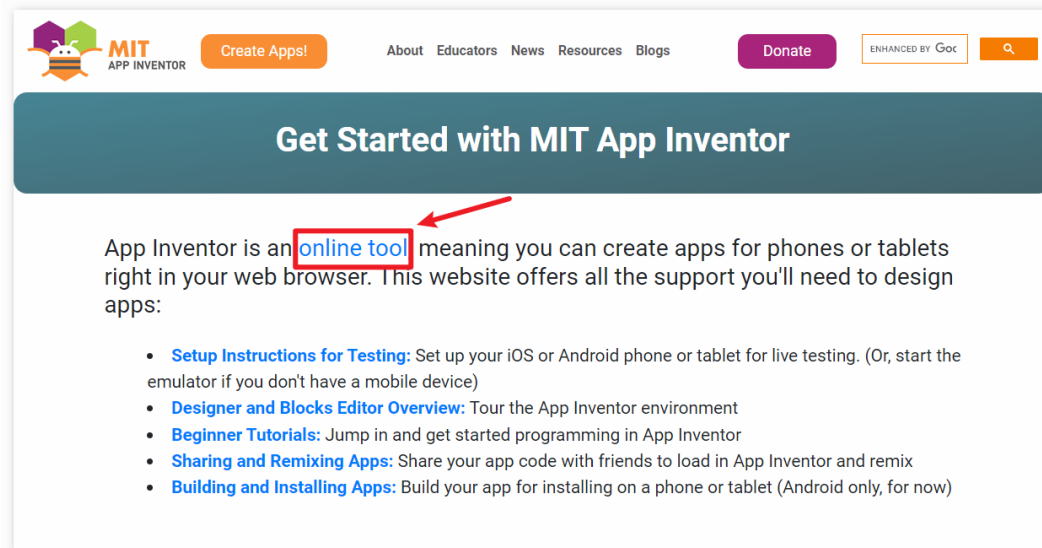 MIT
APP INVENTOR
Create Apps!
About Educators News Resources Blogs
Donate
ENHANCED BY Goo
Get Started with MIT App Inventor
App Inventor is an online tool meaning you can create apps for phones or tablets
right in your web browser. This website offers all the support you'll need to design
apps:
• Setup Instructions for Testing: Set up your iOS or Android phone or tablet for live testing. (Or, start the
emulator if you don't have a mobile device)
• Designer and Blocks Editor Overview: Tour the App Inventor environment
• Beginner Tutorials: Jump in and get started programming in App Inventor
• Sharing and Remixing Apps: Share your app code with friends to load in App Inventor and remix
• Building and Installing Apps: Build your app for installing on a phone or tablet (Android only, for now)